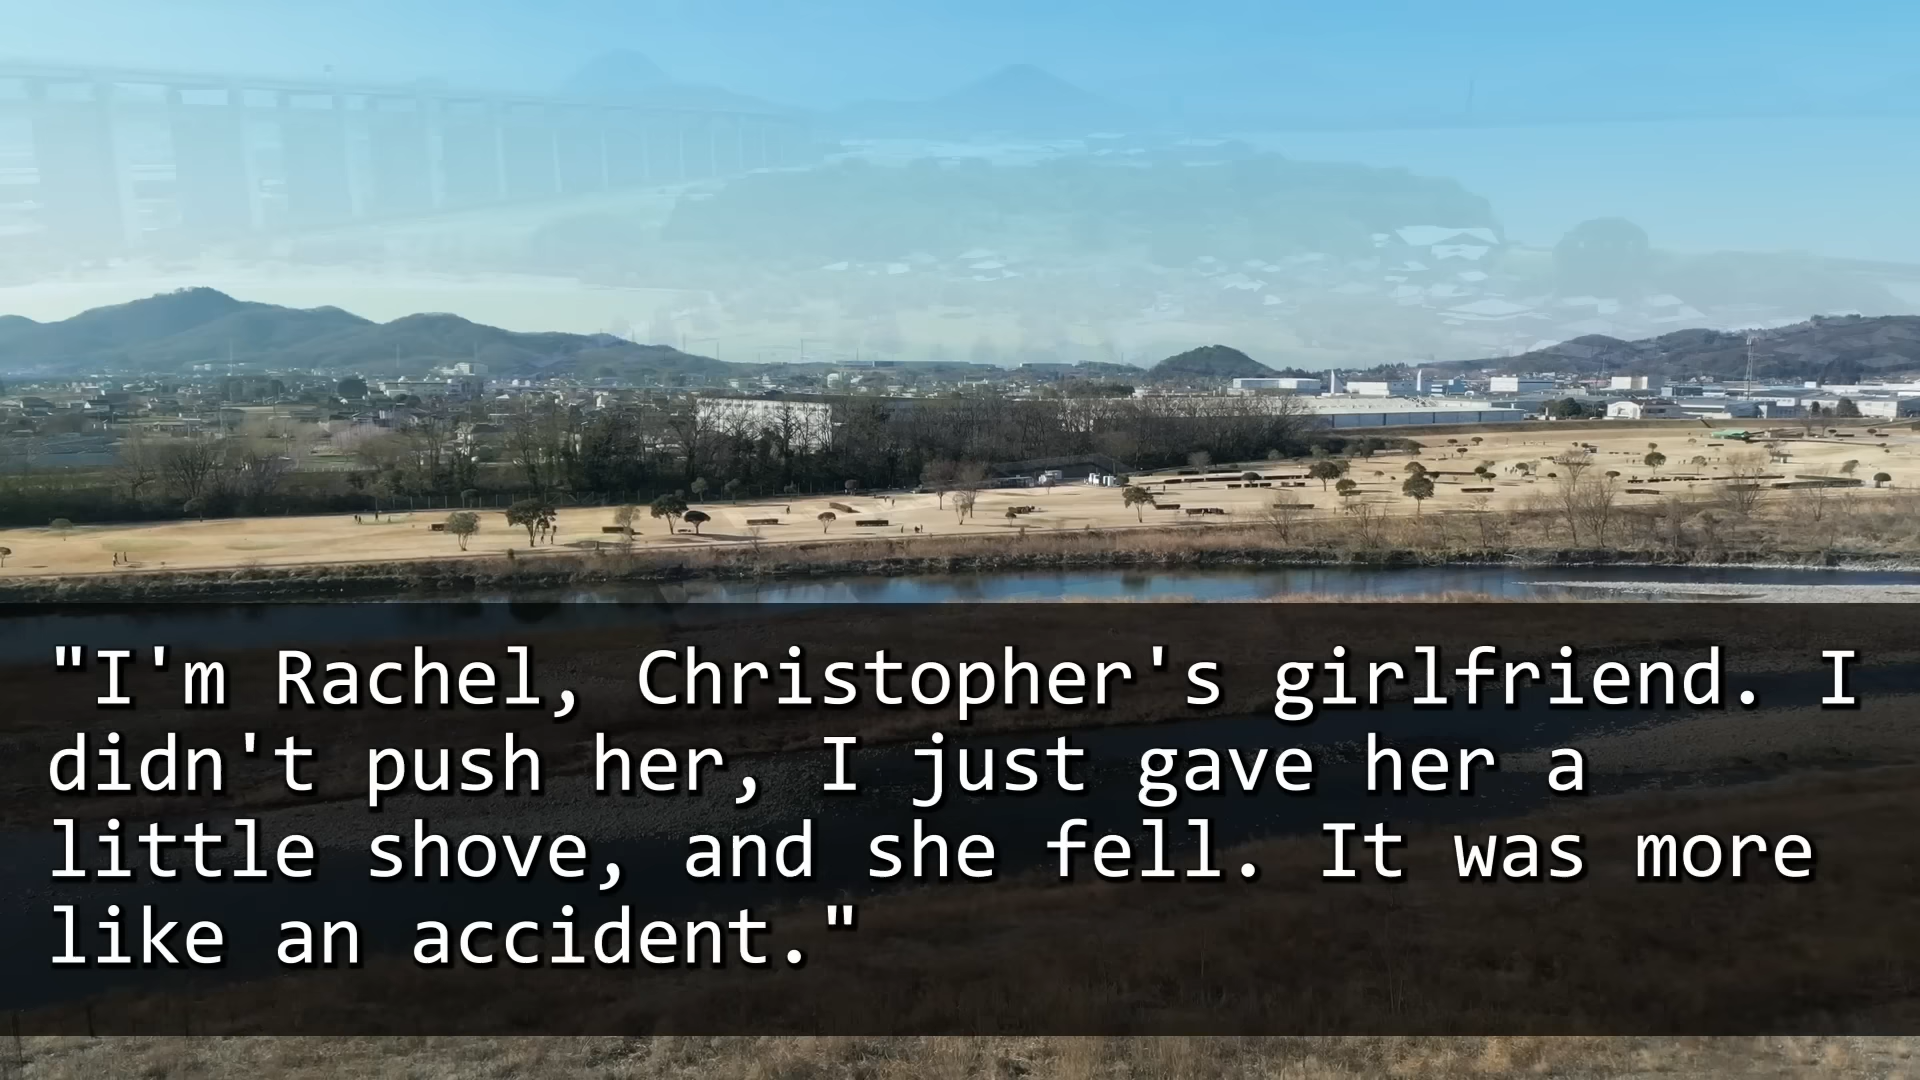 "I'm Rachel, Christopher's girlfriend. I
didn't push her, I just gave her a
little shove, and she fell. It was more
like an accident."